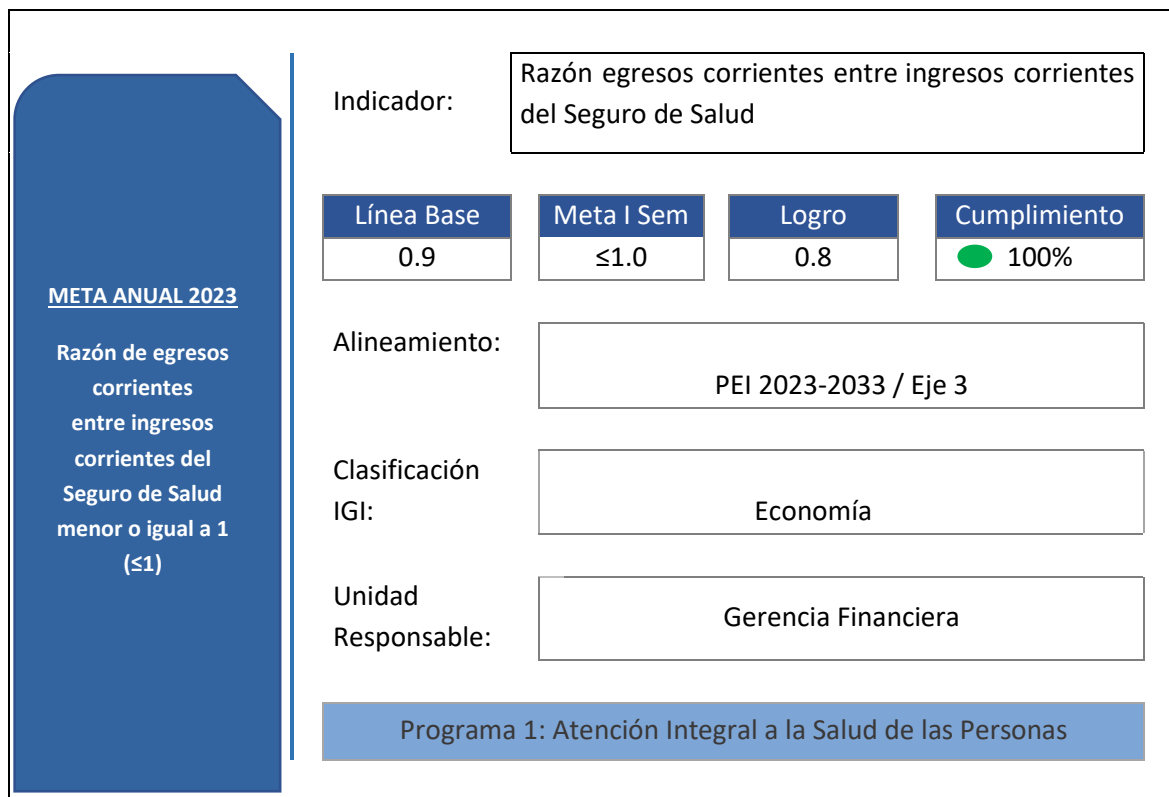 META ANUAL 2023
Razón de egresos
corrientes
entre ingresos
corrientes del
Seguro de Salud
menor o igual a 1
(≤1)
Indicador:
Razón egresos corrientes entre ingresos corrientes
del Seguro de Salud
Línea Base
Meta I Sem
Logro
Cumplimiento
0.9
≤1.0
0.8
100%
Alineamiento:
PEI 2023-2033 / Eje 3
Clasificación
IGI:
Economía
Unidad
Responsable:
Gerencia Financiera
Programa 1: Atención Integral a la Salud de las Personas